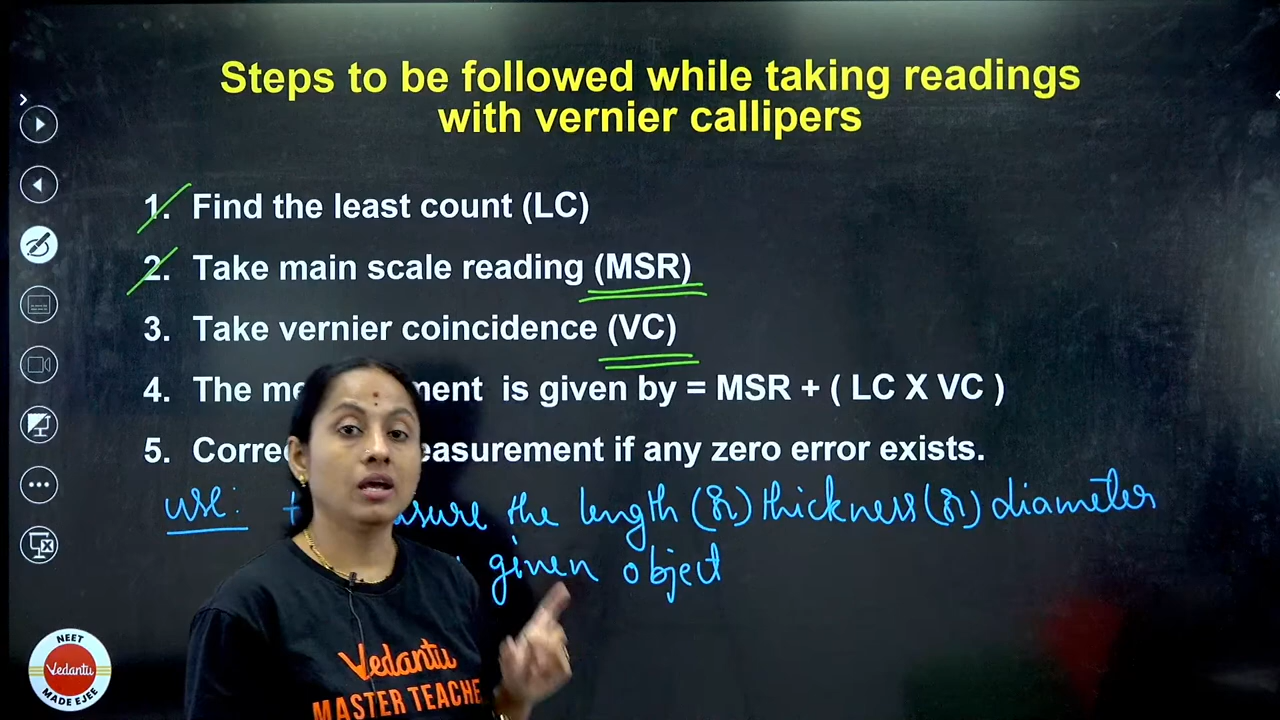 Steps to be followed while taking readings
with vernier callipers
1. Find the least count (LC)
2. Take main scale reading (MSR)
3. Take vernier coincidence (VC)
4. The me ment is given by = MSR + ( LC X VC )
5. Correc easurement if any zero error exists.
use: t asure the length (or) thickness (or) diameter
given object
NEET
Vedantu
MADE EJEE
Vedantu
MASTER TEACHE